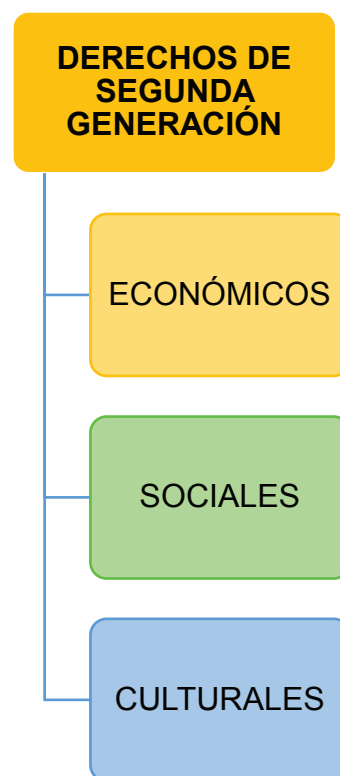 DERECHOS DE
SEGUNDA
GENERACIÓN
ECONÓMICOS
SOCIALES
CULTURALES